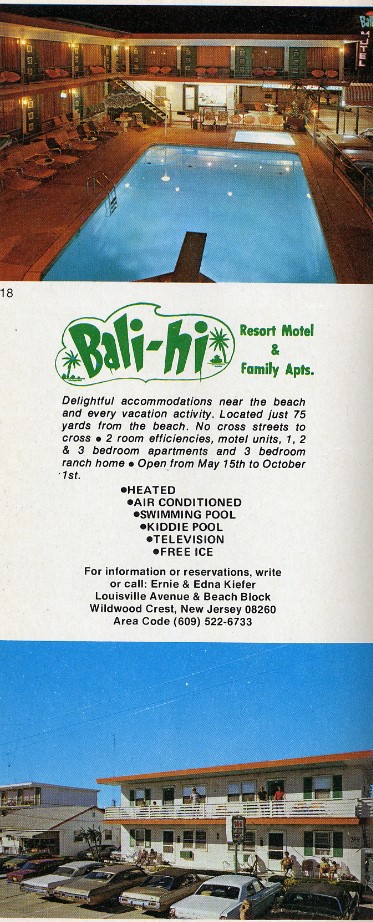 Bali
MOTEL
18
Bali-hi
Resort Motel
&
Family Apts.
Delightful accommodations near the beach
and every vacation activity. Located just 75
yards from the beach. No cross streets to
cross ● 2 room efficiencies, motel units, 1, 2
& 3 bedroom apartments and 3 bedroom
ranch home ● Open from May 15th to October
1st.
●HEATED
●AIR CONDITIONED
●SWIMMING POOL
●KIDDIE POOL
●TELEVISION
●FREE ICE
For information or reservations, write
or call: Ernie & Edna Kiefer
Louisville Avenue & Beach Block
Wildwood Crest, New Jersey 08260
Area Code (609) 522-6733